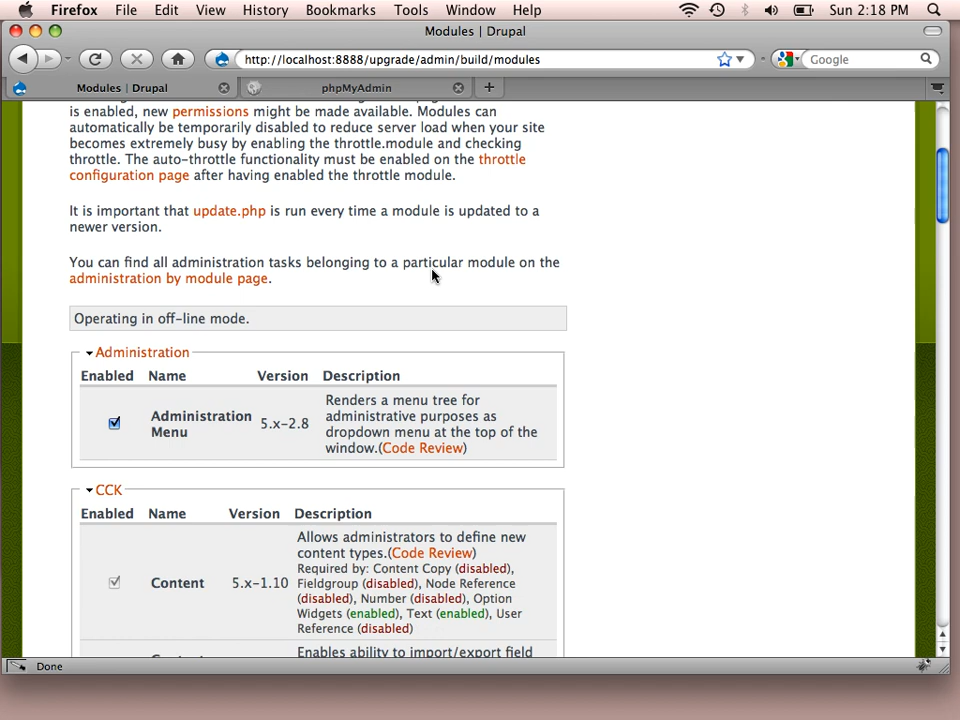 Firefox File Edit View History Bookmarks Tools Window Help Sun 2:18 PM
Modules | Drupal
http://localhost:8888/upgrade/admin/build/modules Google
Modules | Drupal phpMyAdmin
is enabled, new permissions might be made available. Modules can
automatically be temporarily disabled to reduce server load when your site
becomes extremely busy by enabling the throttle.module and checking
throttle. The auto-throttle functionality must be enabled on the throttle
configuration page after having enabled the throttle module.
It is important that update.php is run every time a module is updated to a
newer version.
You can find all administration tasks belonging to a particular module on the
administration by module page.
Operating in off-line mode.
Administration
Enabled Name Version Description
Administration Menu 5.x-2.8 Renders a menu tree for
administrative purposes as
dropdown menu at the top of the
window.(Code Review)
CCK
Enabled Name Version Description
Content 5.x-1.10 Allows administrators to define new
content types.(Code Review)
Required by: Content Copy (disabled),
Fieldgroup (disabled), Node Reference
(disabled), Number (disabled), Option
Widgets (enabled), Text (enabled), User
Reference (disabled)
Enables ability to import/export field
Done